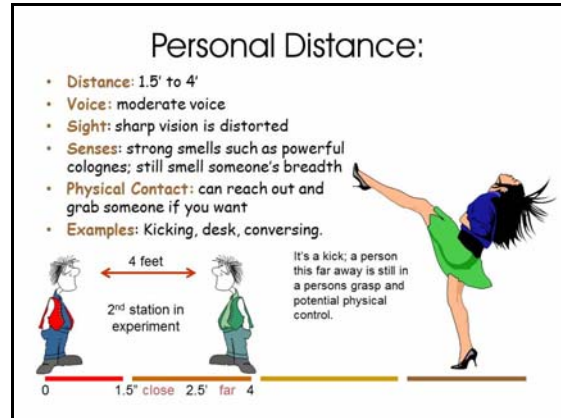 Personal Distance:
• Distance: 1.5' to 4'
• Voice: moderate voice
• Sight: sharp vision is distorted
• Senses: strong smells such as powerful
colognes; still smell someone's breadth
• Physical Contact: can reach out and
grab someone if you want
• Examples: Kicking, desk, conversing.
4 feet
2nd station in
experiment
It's a kick; a person
this far away is still in
a persons grasp and
potential physical
control.
0 1.5" close 2.5' far 4